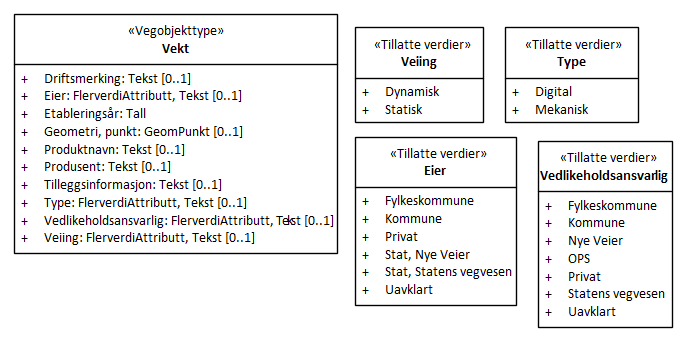 «Vegobjekttype»
Vekt
+ Driftsmerking: Tekst [0..1]
+ Eier: FlerverdiAttributt, Tekst [0..1]
+ Etableringsår: Tall
+ Geometri, punkt: GeomPunkt [0..1]
+ Produktnavn: Tekst [0..1]
+ Produsent: Tekst [0..1]
+ Tilleggsinformasjon: Tekst [0..1]
+ Type: FlerverdiAttributt, Tekst [0..1]
+ Vedlikeholdsansvarlig: FlerverdiAttributt, Tekst [0..1]
+ Veiing: FlerverdiAttributt, Tekst [0..1]
«Tillatte verdier»
Veiing
+ Dynamisk
+ Statisk
«Tillatte verdier»
Type
+ Digital
+ Mekanisk
«Tillatte verdier»
Eier
+ Fylkeskommune
+ Kommune
+ Privat
+ Stat, Nye Veier
+ Stat, Statens vegvesen
+ Uavklart
«Tillatte verdier»
Vedlikeholdsansvarlig
+ Fylkeskommune
+ Kommune
+ Nye Veier
+ OPS
+ Privat
+ Statens vegvesen
+ Uavklart